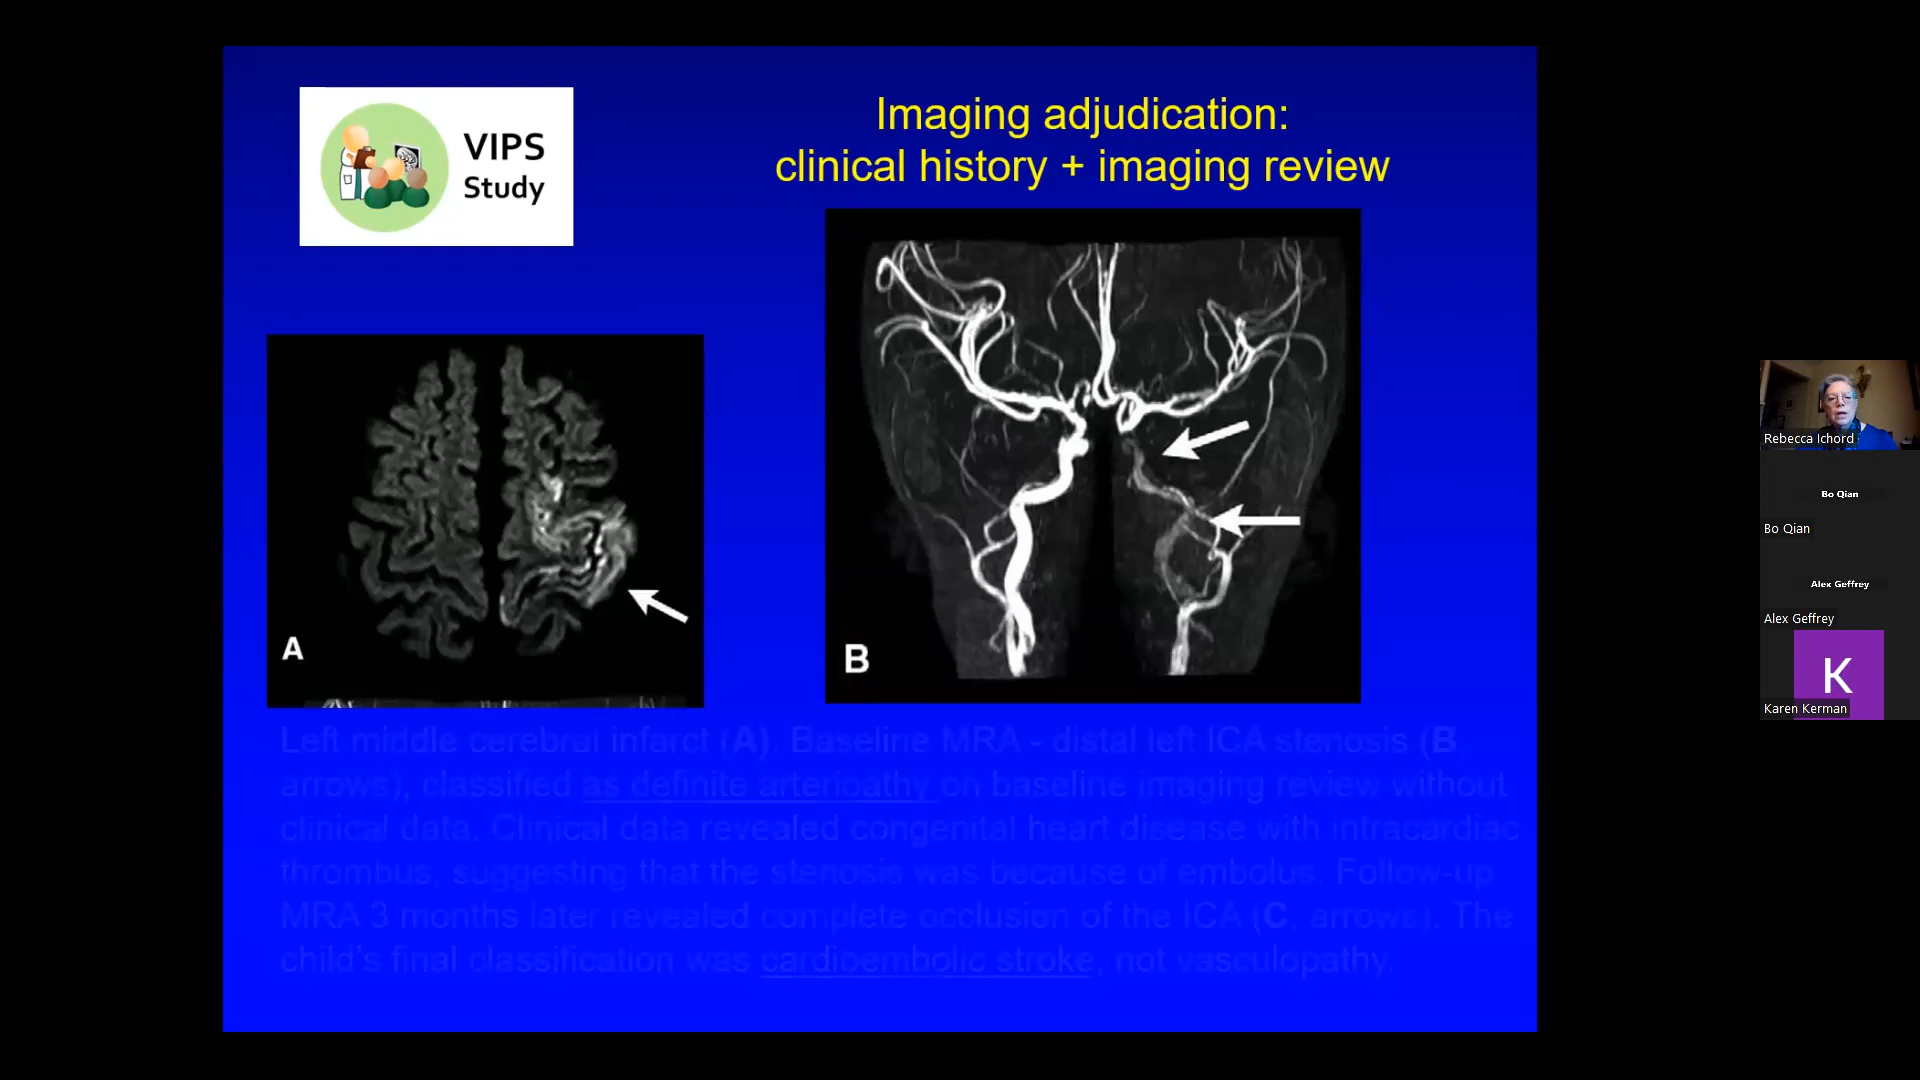 VIPS
Study
Imaging adjudication:
clinical history + imaging review
A
B
Left middle cerebral infarct (A). Baseline MRA - distal left ICA stenosis (B
arrows), classified as definite arterioathy on baseline imaging review without
clinical data. Clinical data revealed congenital heart disease with intracardiac
thrombus, suggesting that the stenosis was because of embolus. Follow-up
MRA 3 months later revealed complete occlusion of the ICA (C, arrows). The
child's final classification was cardioembolic stroke, not vasculopathy.
Rebecca Ichord
Bo Qian
Bo Qian
Alex Geffrey
Alex Geffrey
K
Karen Kerman